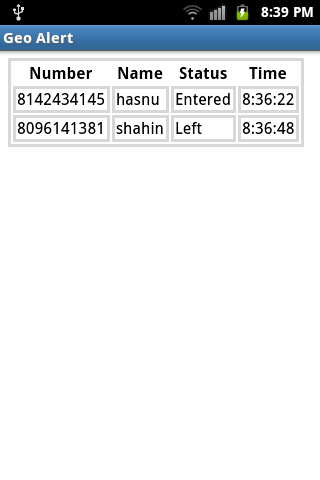 8:39 PM
Geo Alert
Number Name Status Time
8142434145 hasnu Entered 8:36:22
8096141381 shahin Left 8:36:48